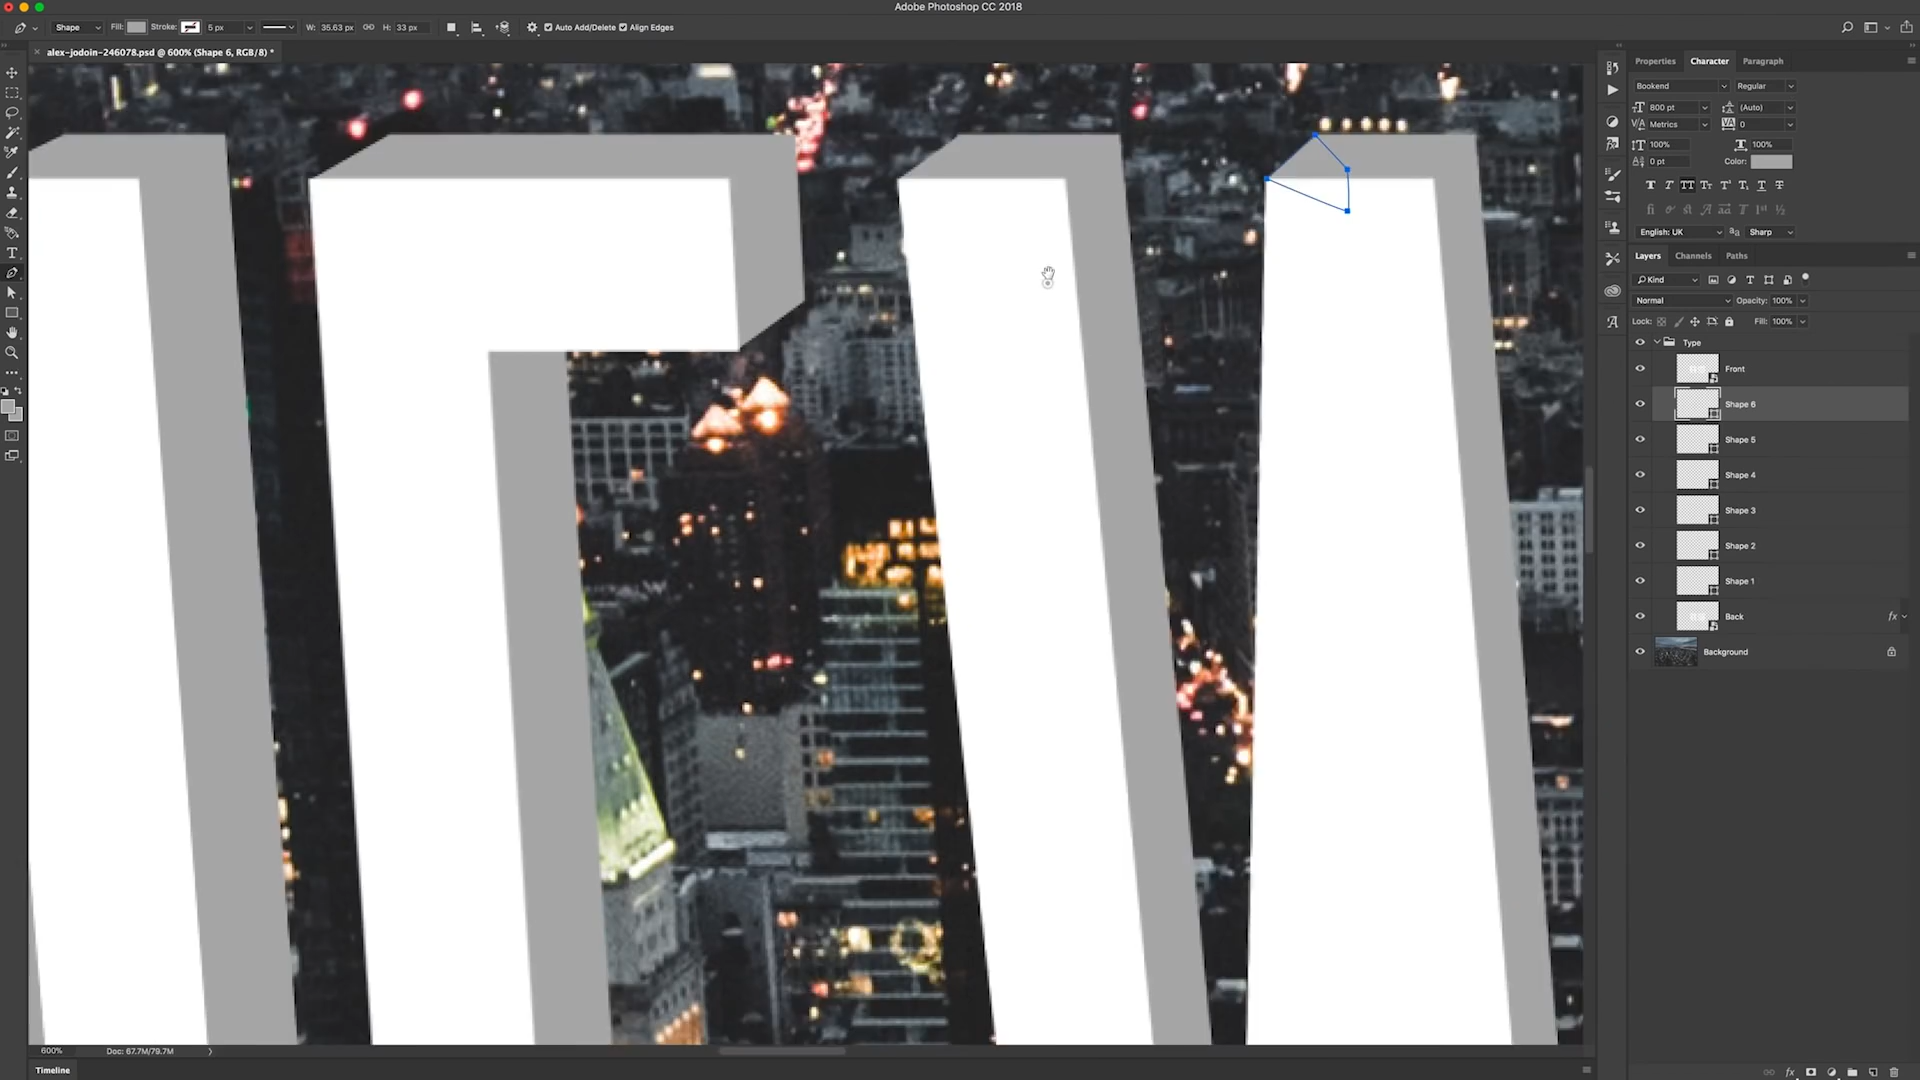 Adobe Photoshop CC 2018
Shape Fill: Stroke: 5 px W: 35.63 px H: 33 px Auto Add/Delete Align Edges
alex-jodoin-246078.psd @ 600% (Shape 6, RGB/8) *
Properties Character Paragraph
Bookend Regular
800 pt (Auto)
Metrics 0
100% 100%
0 pt Color:
English: UK Sharp
Layers Channels Paths
Kind
Normal Opacity: 100%
Lock: Fill: 100%
Type
Front
Shape 6
Shape 5
Shape 4
Shape 3
Shape 2
Shape 1
Back fx
Background
600% Doc: 67.7M/79.7M
Timeline
fx